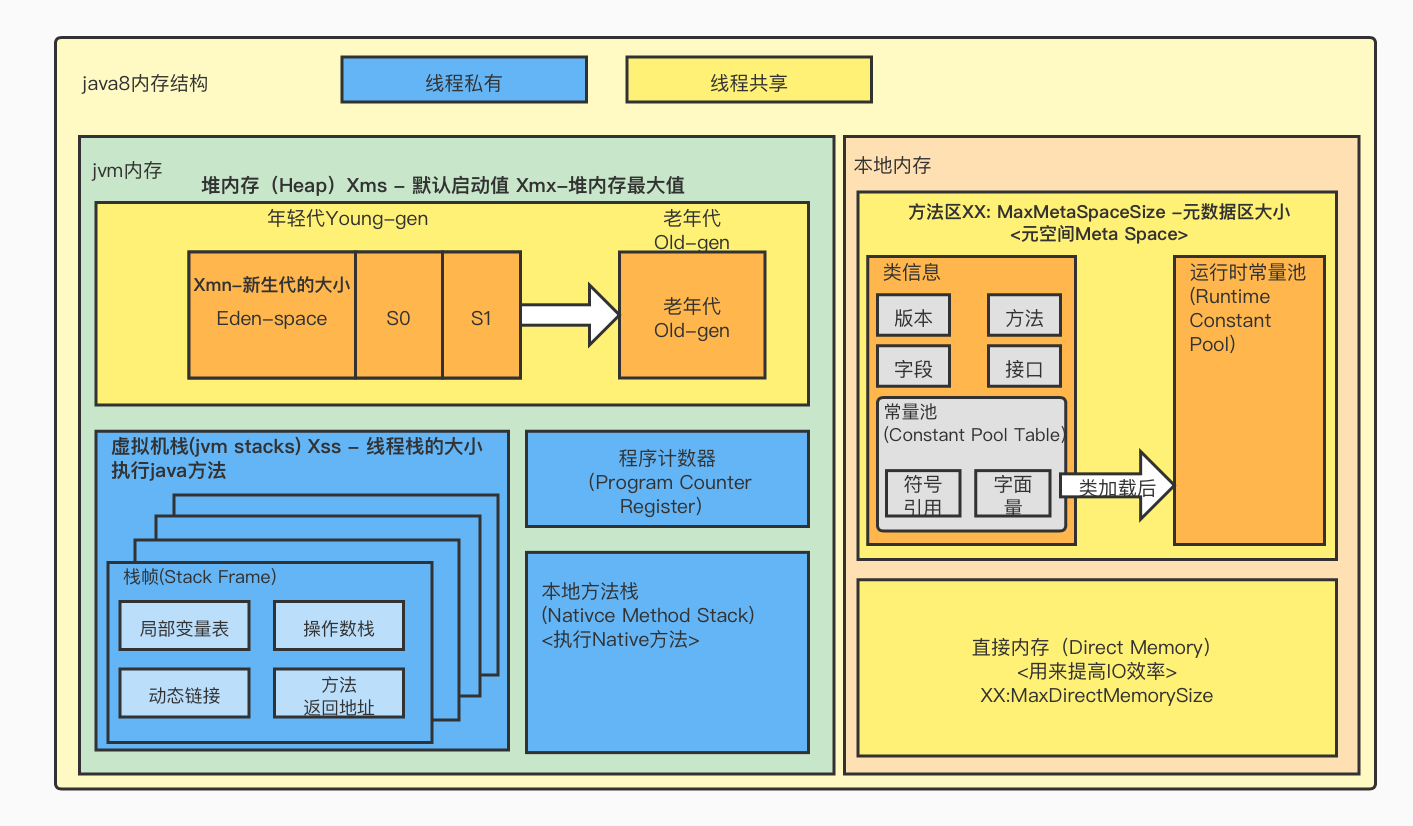 java8内存结构
线程私有
线程共享
jvm内存
堆内存（Heap）Xms - 默认启动值 Xmx-堆内存最大值
年轻代Young-gen
老年代
Old-gen
Xmn-新生代的大小
Eden-space
S0
S1
老年代
Old-gen
虚拟机栈(jvm stacks) Xss - 线程栈的大小
执行java方法
栈帧(Stack Frame)
局部变量表
操作数栈
动态链接
方法
返回地址
程序计数器
(Program Counter
Register)
本地方法栈
(Nativce Method Stack)
<执行Native方法>
本地内存
方法区XX: MaxMetaSpaceSize -元数据区大小
<元空间Meta Space>
类信息
版本
方法
字段
接口
常量池
(Constant Pool Table)
符号
引用
字面
量
类加载后
运行时常量池
(Runtime
Constant
Pool)
直接内存（Direct Memory）
<用来提高IO效率>
XX:MaxDirectMemorySize